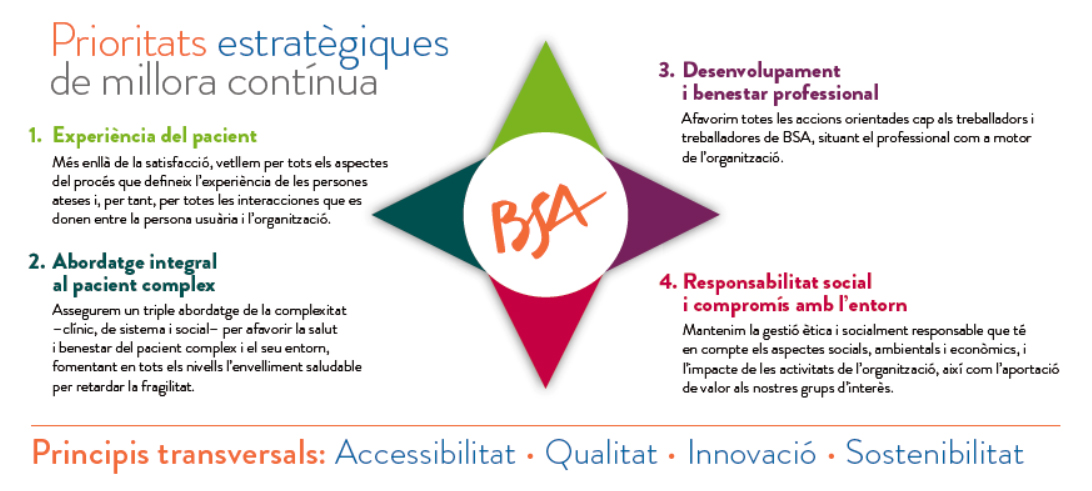 Prioritats estratègiques
de millora contínua
1. Experiència del pacient
Més enllà de la satisfacció, vetllem per tots els aspectes
del procés que defineix l'experiència de les persones
ateses i, per tant, per totes les interaccions que es
donen entre la persona usuària i l'organització.
2. Abordatge integral
al pacient complex
Assegurem un triple abordatge de la complexitat
–clínic, de sistema i social– per afavorir la salut
i benestar del pacient complex i el seu entorn,
fomentant en tots els nivells l'envelliment saludable
per retardar la fragilitat.
BSA
3. Desenvolupament
i benestar professional
Afavorim totes les accions orientades cap als treballadors i
treballadores de BSA, situant el professional com a motor
de l'organització.
4. Responsabilitat social
i compromís amb l'entorn
Mantenim la gestió ètica i socialment responsable que té
en compte els aspectes socials, ambientals i econòmics, i
l'impacte de les activitats de l'organització, així com l'aportació
de valor als nostres grups d'interès.
Principis transversals: Accessibilitat • Qualitat • Innovació • Sostenibilitat